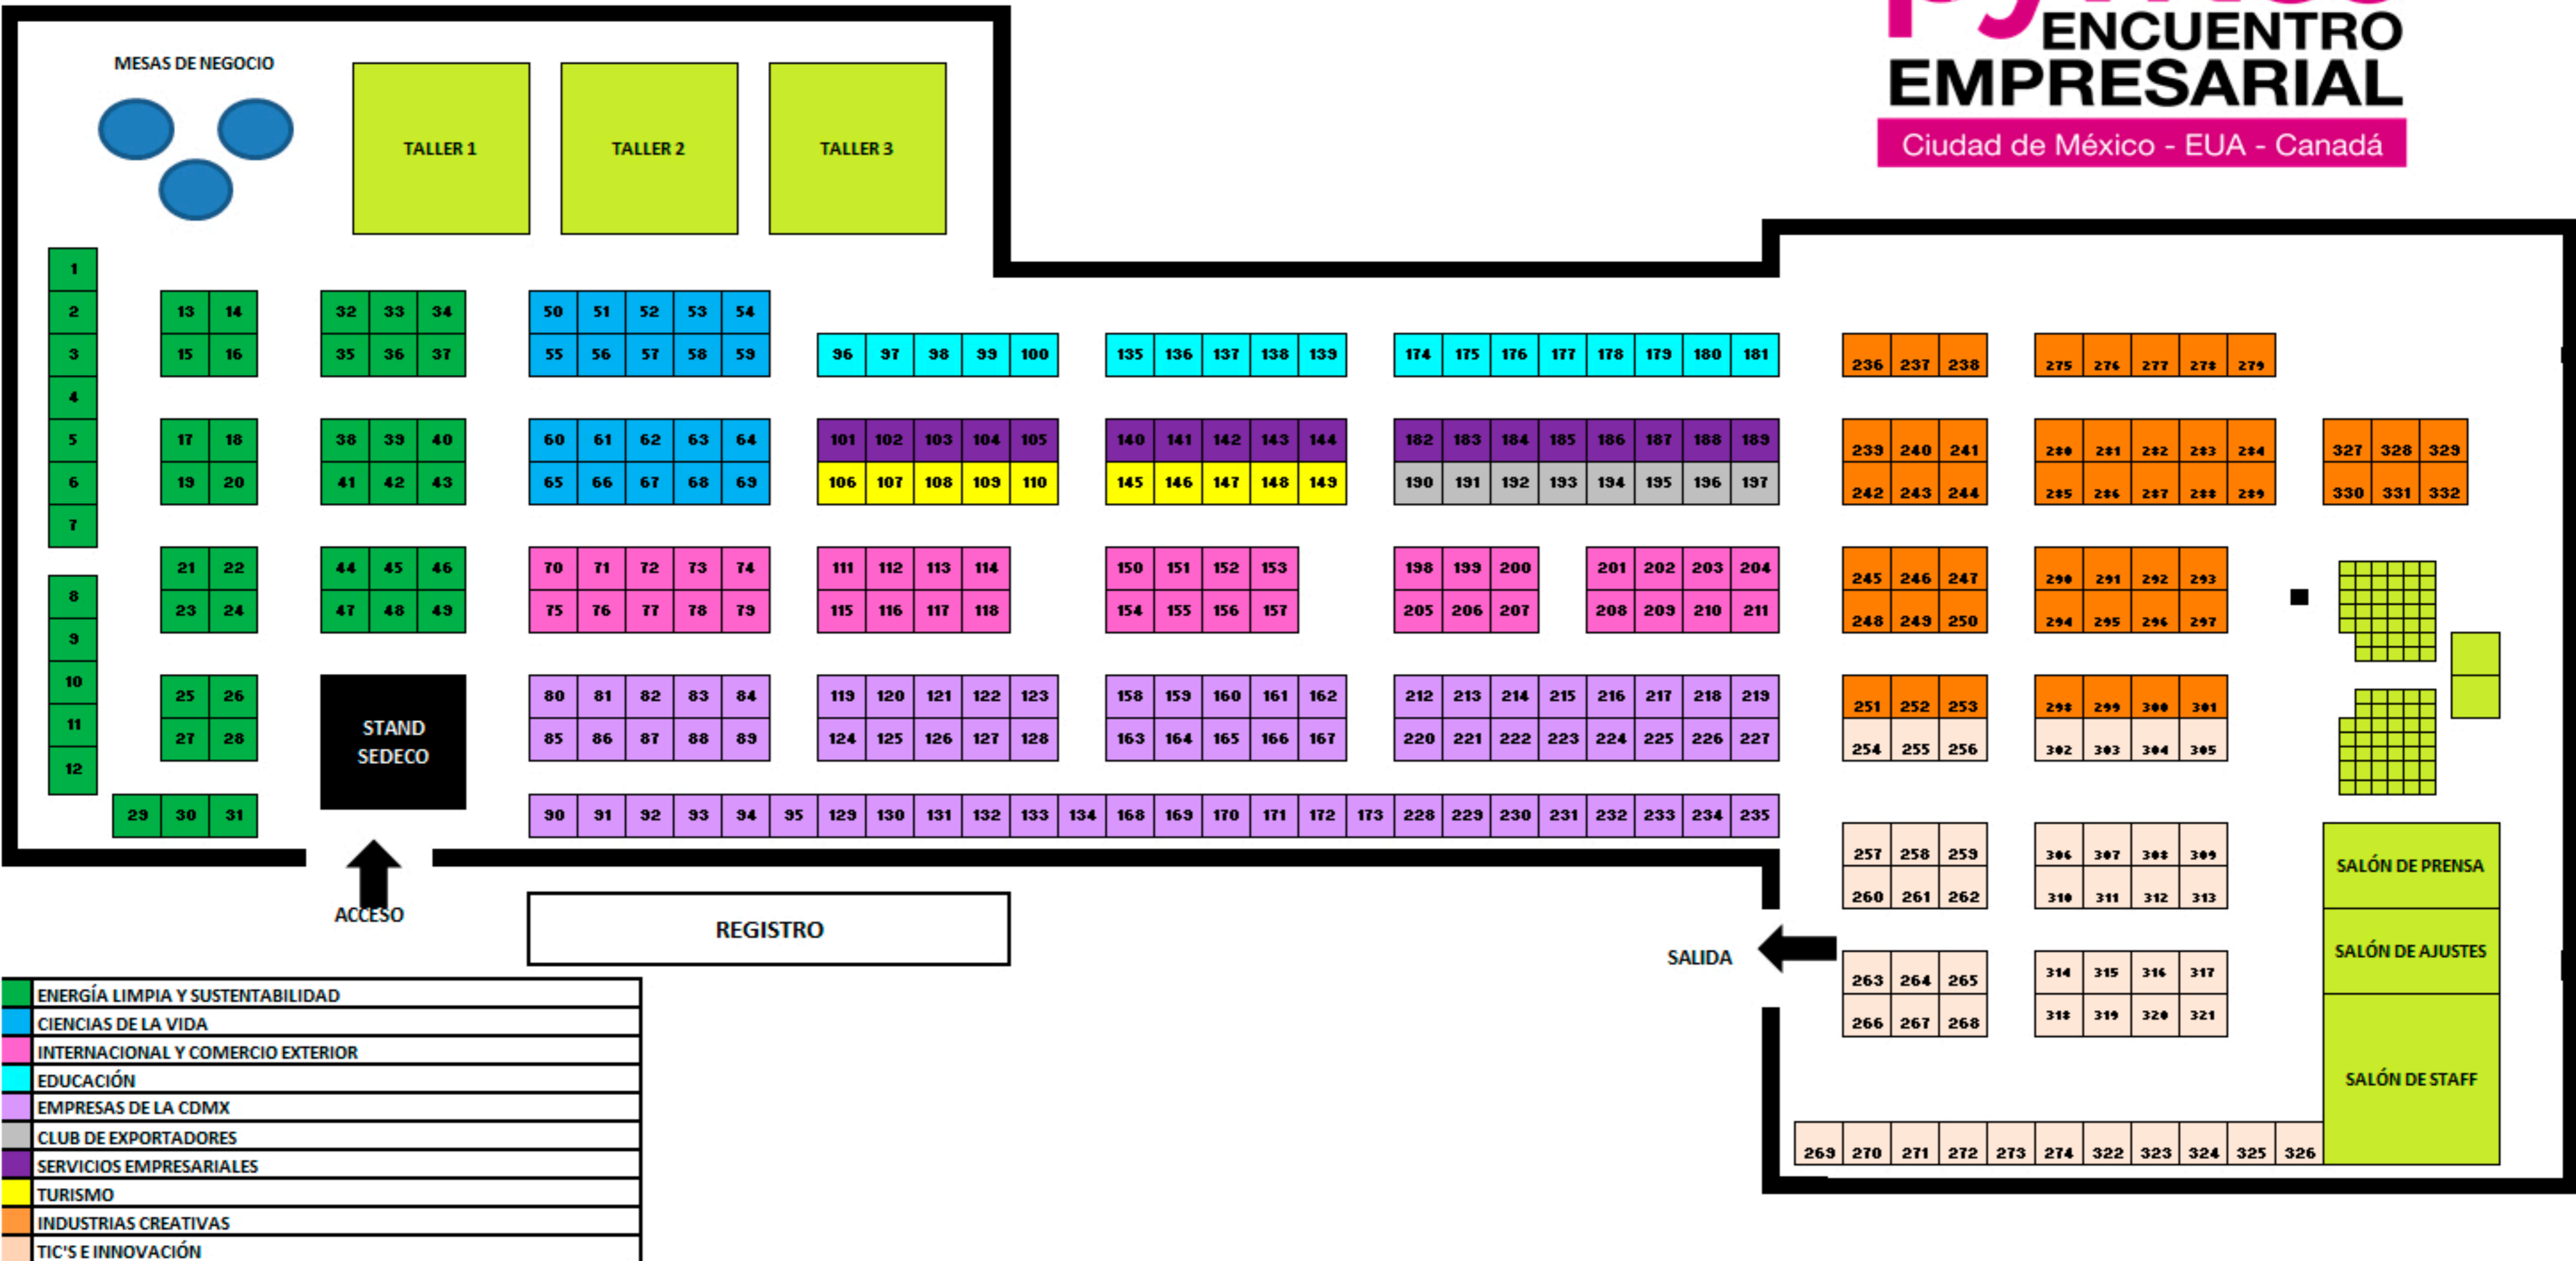 pymes
ENCUENTRO
EMPRESARIAL
Ciudad de México - EUA - Canadá
MESAS DE NEGOCIO
TALLER 1 TALLER 2 TALLER 3
1
2 13 14 32 33 34 50 51 52 53 54
3 15 16 35 36 37 55 56 57 58 59 96 97 98 99 100 135 136 137 138 139 174 175 176 177 178 179 180 181 236 237 238 275 276 277 278 279
4
5 17 18 38 39 40 60 61 62 63 64 101 102 103 104 105 140 141 142 143 144 182 183 184 185 186 187 188 189 239 240 241 280 281 282 283 284 327 328 329
6 19 20 41 42 43 65 66 67 68 69 106 107 108 109 110 145 146 147 148 149 190 191 192 193 194 195 196 197 242 243 244 285 286 287 288 289 330 331 332
7
21 22 44 45 46 70 71 72 73 74 111 112 113 114 150 151 152 153 198 199 200 201 202 203 204 245 246 247 290 291 292 293
8
23 24 47 48 49 75 76 77 78 79 115 116 117 118 154 155 156 157 205 206 207 208 209 210 211 248 249 250 294 295 296 297
9
10 25 26 80 81 82 83 84 119 120 121 122 123 158 159 160 161 162 212 213 214 215 216 217 218 219 251 252 253 298 299 300 301
11 27 28 85 86 87 88 89 124 125 126 127 128 163 164 165 166 167 220 221 222 223 224 225 226 227 254 255 256 302 303 304 305
STAND
SEDECO
12
29 30 31 90 91 92 93 94 95 129 130 131 132 133 134 168 169 170 171 172 173 228 229 230 231 232 233 234 235
257 258 259 306 307 308 309
260 261 262 310 311 312 313
SALÓN DE PRENSA
ACCESO
REGISTRO
SALIDA
263 264 265 314 315 316 317
266 267 268 318 319 320 321
SALÓN DE AJUSTES
SALÓN DE STAFF
269 270 271 272 273 274 322 323 324 325 326
ENERGÍA LIMPIA Y SUSTENTABILIDAD
CIENCIAS DE LA VIDA
INTERNACIONAL Y COMERCIO EXTERIOR
EDUCACIÓN
EMPRESAS DE LA CDMX
CLUB DE EXPORTADORES
SERVICIOS EMPRESARIALES
TURISMO
INDUSTRIAS CREATIVAS
TIC'S E INNOVACIÓN